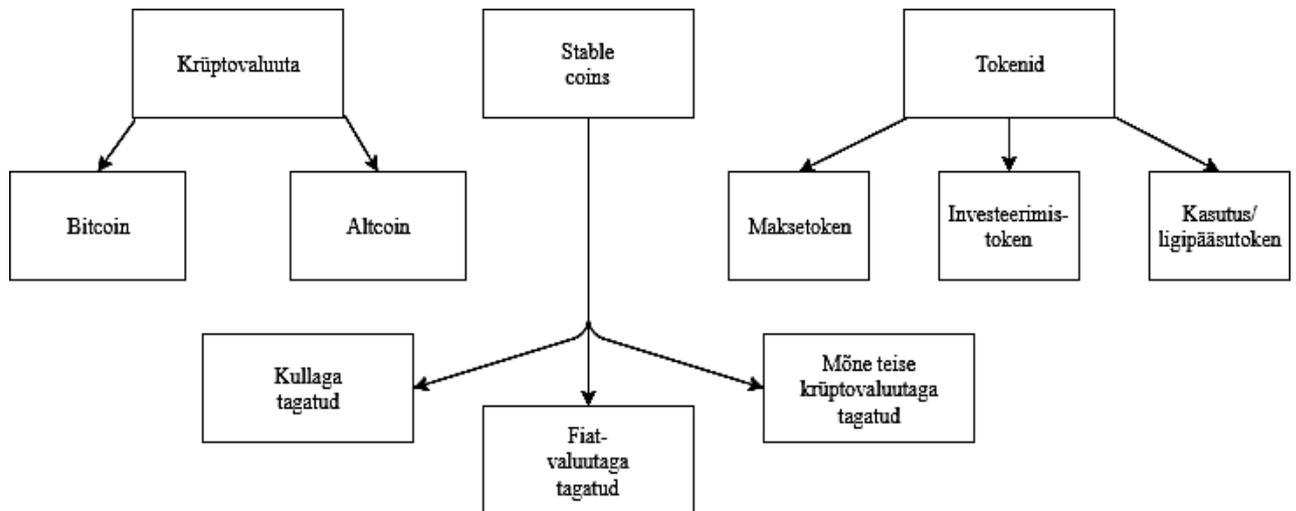 Krüptovaluuta
Stable
coins
Tokenid
Bitcoin
Altcoin
Maksetoken
Investeerimis-
token
Kasutus/
ligipääsutoken
Kullaga
tagatud
Fiat-
valuutaga
tagatud
Mõne teise
krüptovaluutaga
tagatud